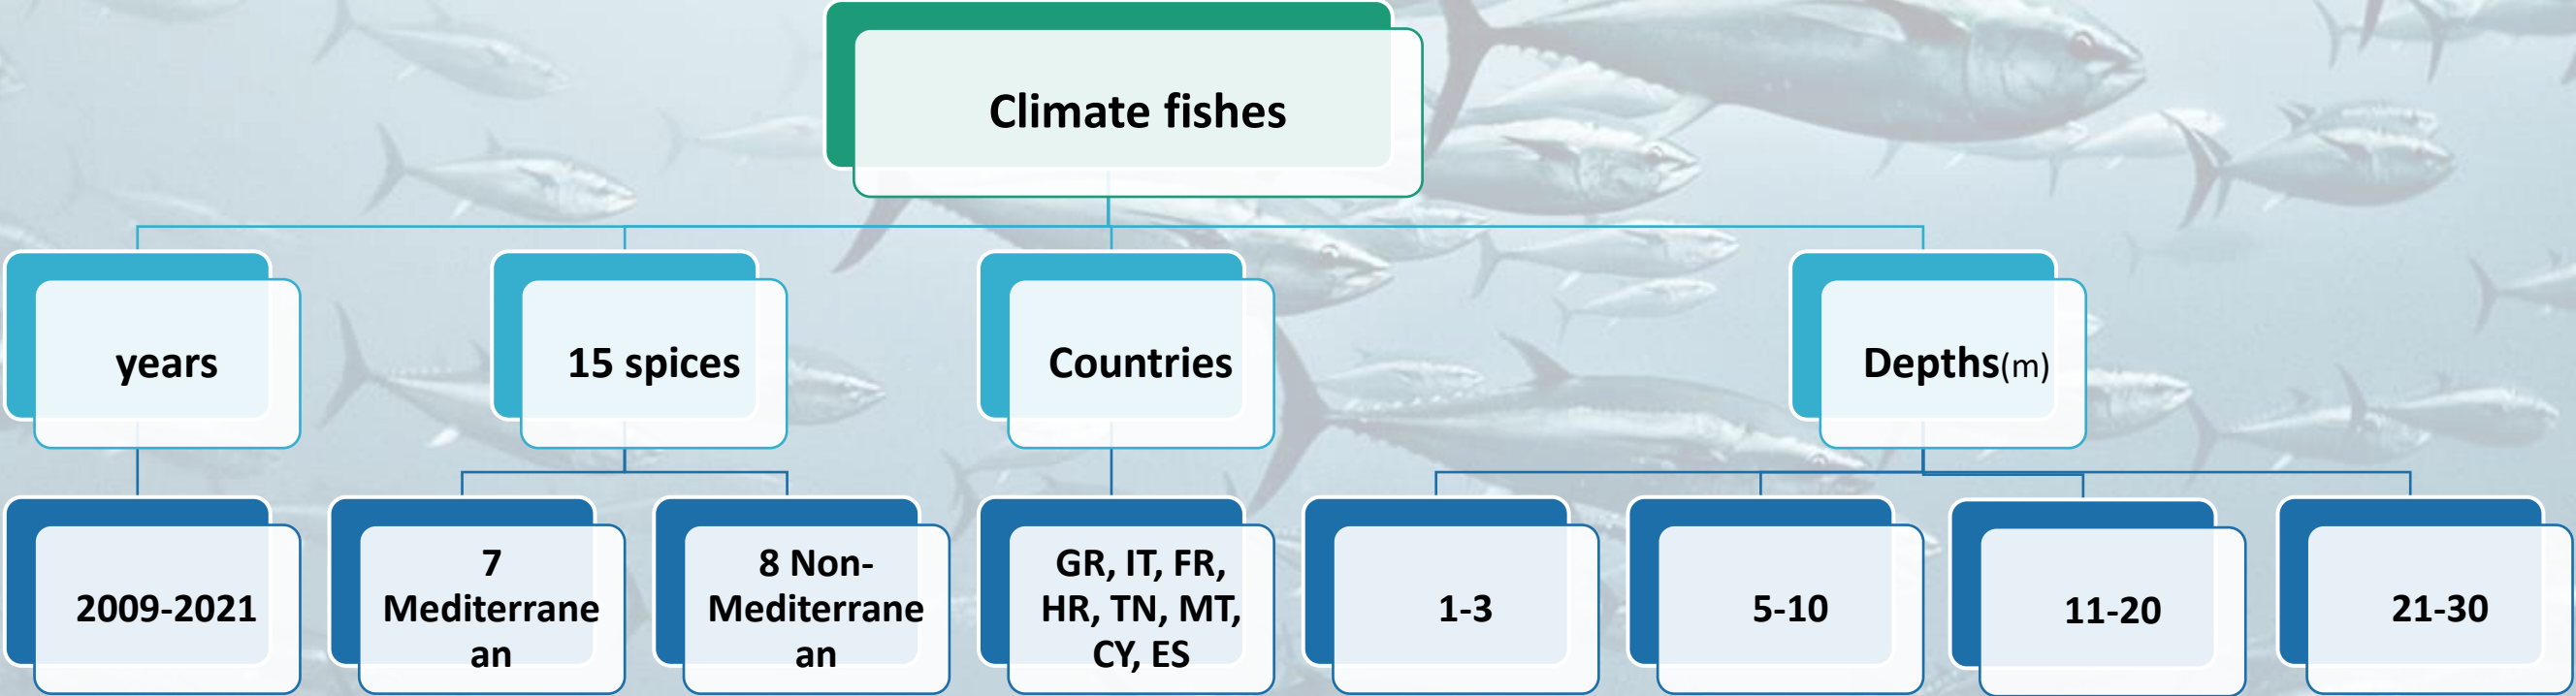 Climate fishes
years
15 spices
Countries
Depths(m)
2009-2021
7
Mediterrane
an
8 Non-
Mediterrane
an
GR, IT, FR,
HR, TN, MT,
CY, ES
1-3
5-10
11-20
21-30